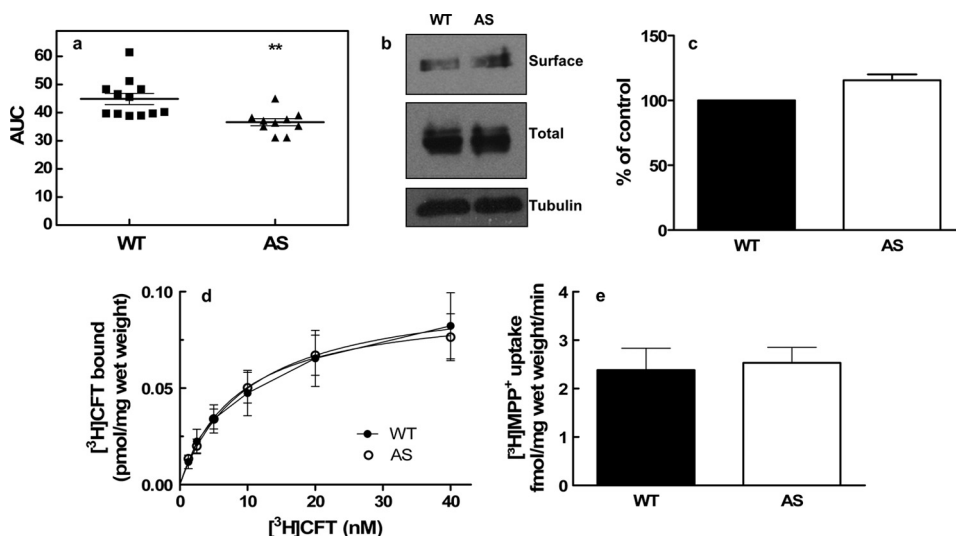 a
**
AUC
60
50
40
30
20
10
0
WT AS
b
WT AS
Surface
Total
Tubulin
c
% of control
150
100
50
0
WT AS
d
[³H]CFT bound
(pmol/mg wet weight)
0.10
0.05
0.00
0 10 20 30 40
[³H]CFT (nM)
WT
AS
e
[³H]MPP⁺ uptake
fmol/mg wet weight/min
4
3
2
1
0
WT AS